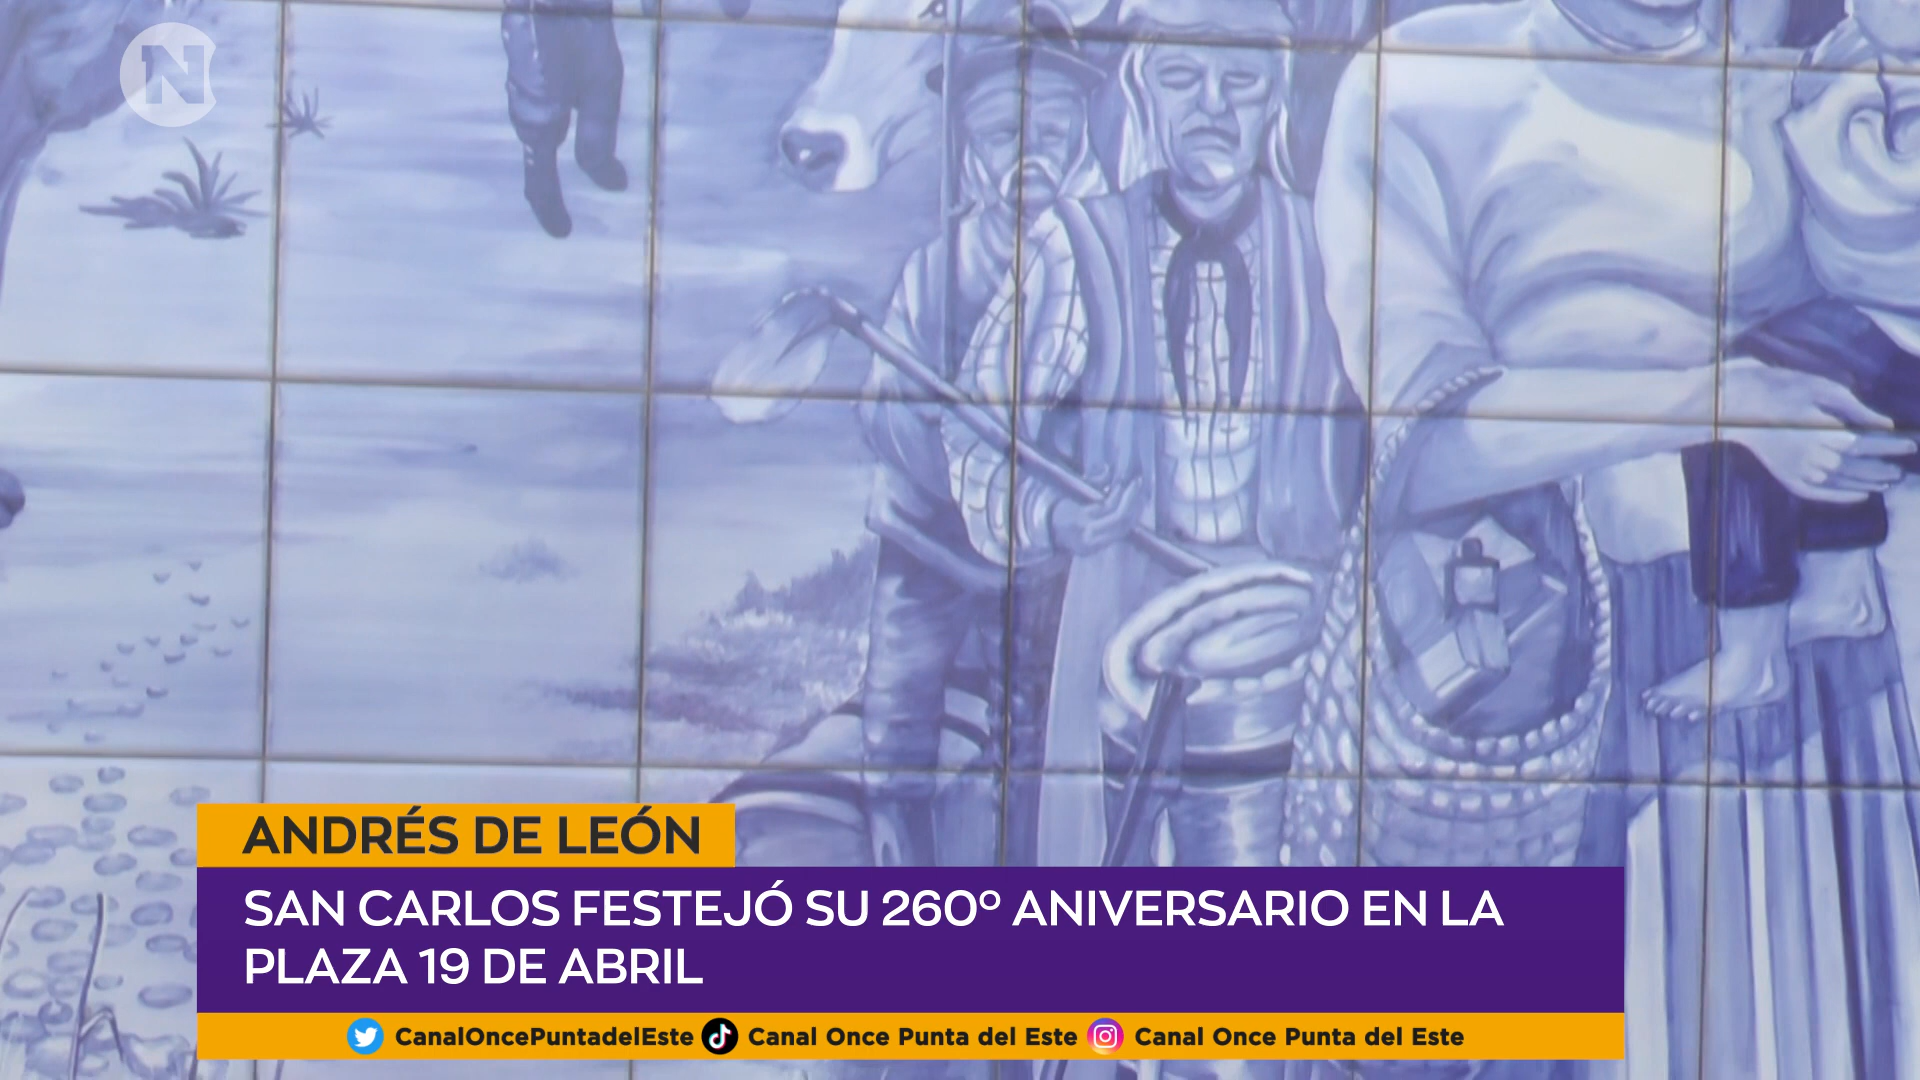 N
ANDRÉS DE LEÓN
SAN CARLOS FESTEJÓ SU 260º ANIVERSARIO EN LA
PLAZA 19 DE ABRIL
CanalOncePuntadelEste Canal Once Punta del Este Canal Once Punta del Este